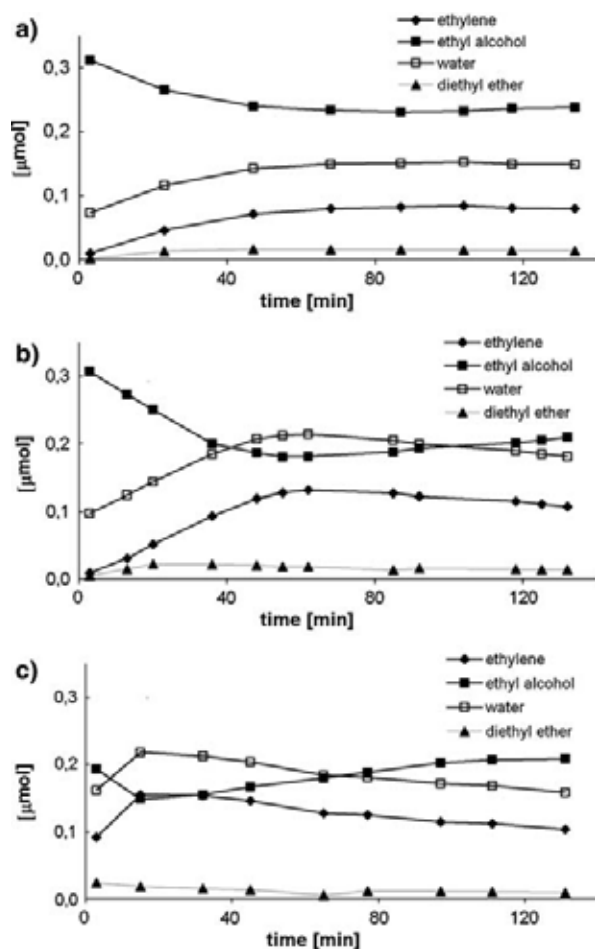 a)
ethylene
ethyl alcohol
water
diethyl ether
[µmol]
0,3
0,2
0,1
0,0
0 40 80 120
time [min]
b)
ethylene
ethyl alcohol
water
diethyl ether
[µmol]
0,3
0,2
0,1
0,0
0 40 80 120
time [min]
c)
ethylene
ethyl alcohol
water
diethyl ether
[µmol]
0,3
0,2
0,1
0,0
0 40 80 120
time [min]